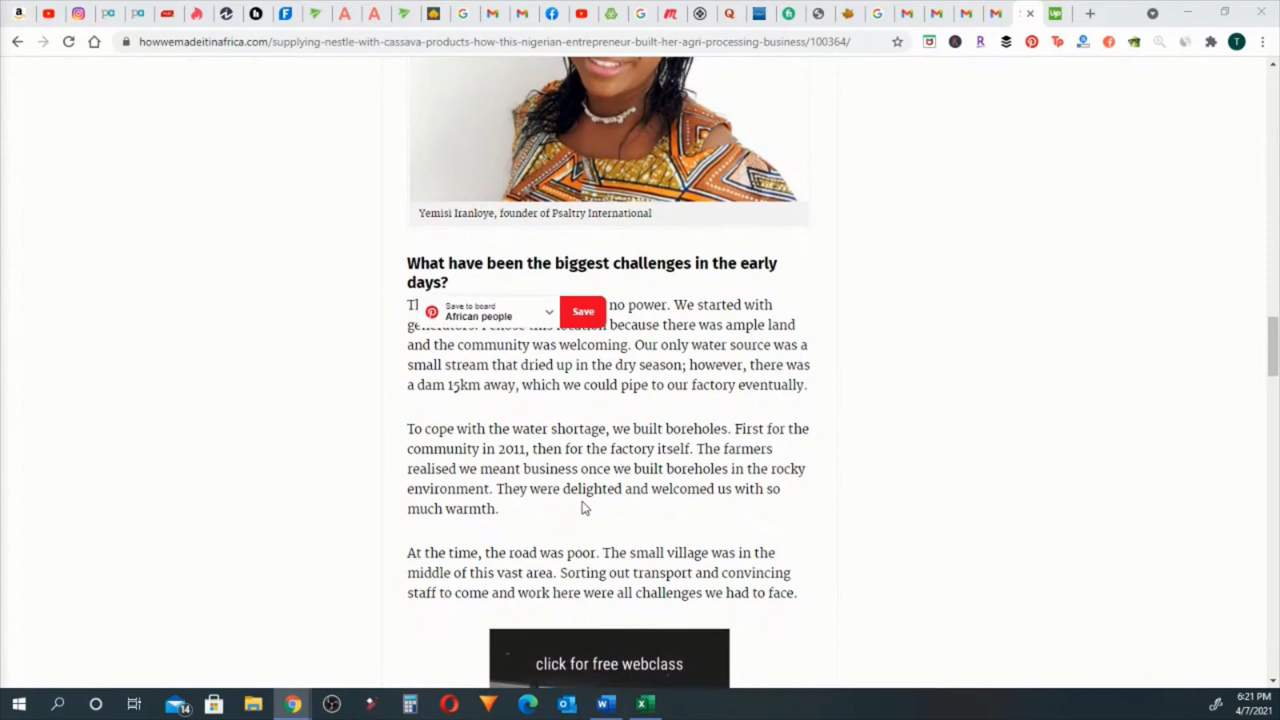 howwemadeitinafrica.com/supplying-nestle-with-cassava-products-how-this-nigerian-entrepreneur-built-her-agri-processing-business/100364/
Yemisi Iranloye, founder of Psaltry International
What have been the biggest challenges in the early
days?
Save to board
African people
Save
no power. We started with
because there was ample land
and the community was welcoming. Our only water source was a
small stream that dried up in the dry season; however, there was
a dam 15km away, which we could pipe to our factory eventually.
To cope with the water shortage, we built boreholes. First for the
community in 2011, then for the factory itself. The farmers
realised we meant business once we built boreholes in the rocky
environment. They were delighted and welcomed us with so
much warmth.
At the time, the road was poor. The small village was in the
middle of this vast area. Sorting out transport and convincing
staff to come and work here were all challenges we had to face.
click for free webclass
14
6:21 PM
4/7/2021